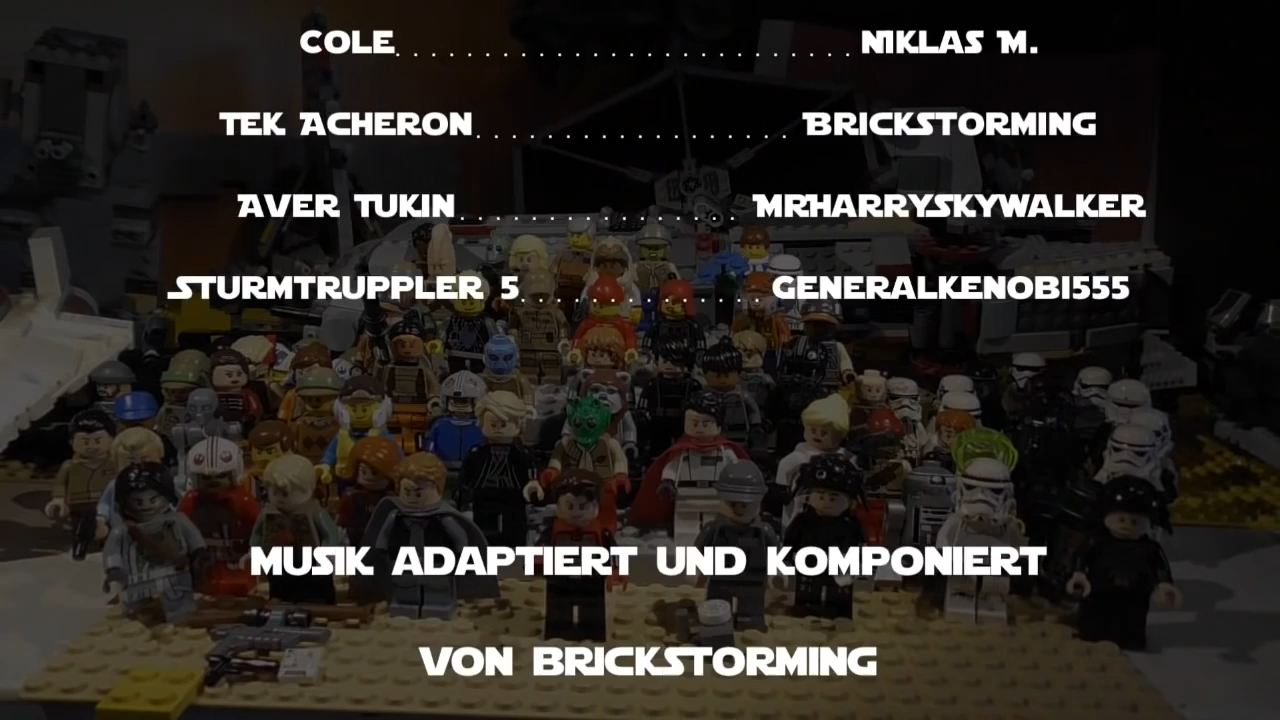 COLE............................NIKLAS M.
TEK ACHERON...................BRICKSTORMING
AVER TUKIN.................MRHARRYSKYWALKER
STURMTRUPPLER 5...............GENERALKENOBI555
MUSIK ADAPTIERT UND KOMPONIERT
VON BRICKSTORMING